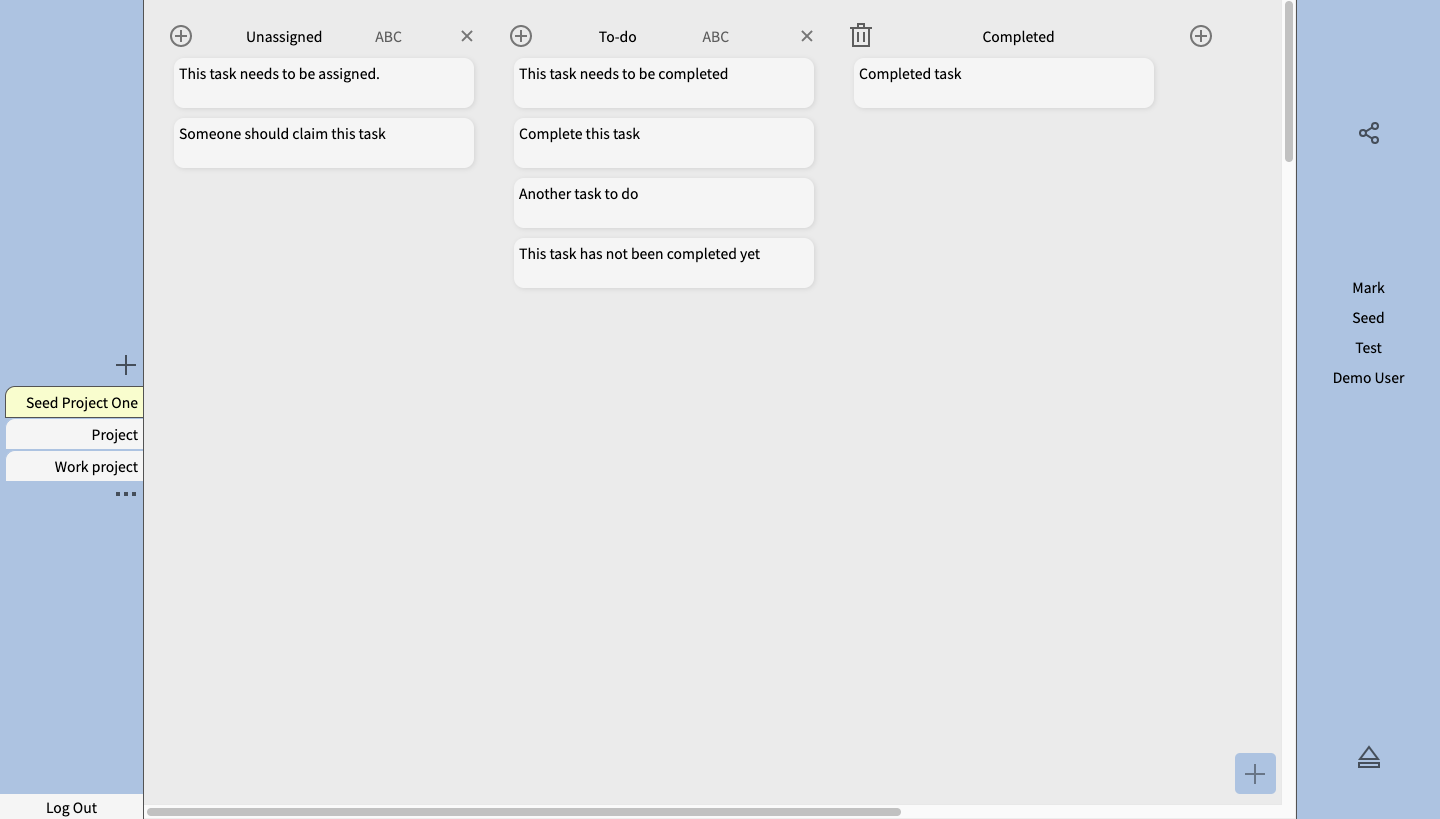 Unassigned ABC
This task needs to be assigned.
Someone should claim this task
To-do ABC
This task needs to be completed
Complete this task
Another task to do
This task has not been completed yet
Completed
Completed task
Seed Project One
Project
Work project
Log Out
Mark
Seed
Test
Demo User